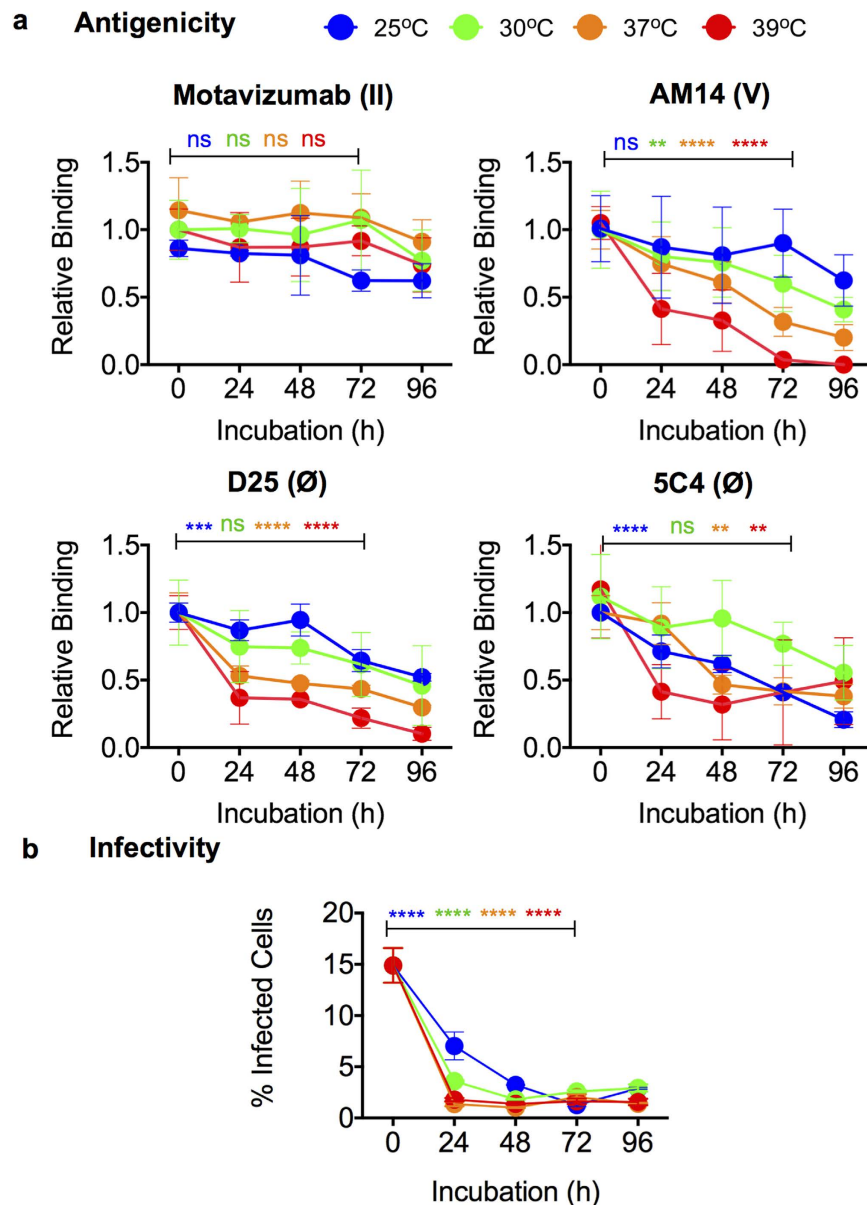 a Antigenicity 25ºC 30ºC 37ºC 39ºC
Motavizumab (II)
ns ns ns ns
Relative Binding
1.5
1.0
0.5
0.0
0 24 48 72 96
Incubation (h)
AM14 (V)
ns ** **** ****
Relative Binding
1.5
1.0
0.5
0.0
0 24 48 72 96
Incubation (h)
D25 (Ø)
*** ns **** ****
Relative Binding
1.5
1.0
0.5
0.0
0 24 48 72 96
Incubation (h)
5C4 (Ø)
**** ns ** **
Relative Binding
1.5
1.0
0.5
0.0
0 24 48 72 96
Incubation (h)
b Infectivity
**** **** **** ****
% Infected Cells
20
15
10
5
0
0 24 48 72 96
Incubation (h)